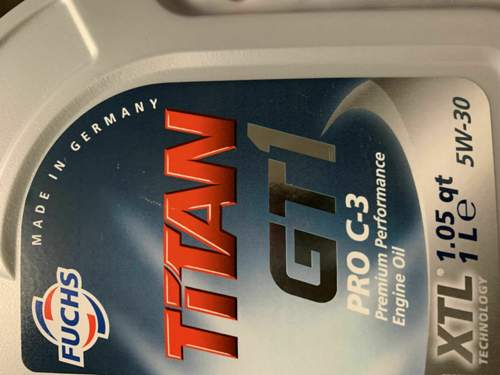 MADE IN GERMANY
FUCHS
TITAN
GT1
PRO C-3
Premium Performance
Engine Oil
XTL®
TECHNOLOGY
1.05 qt
1 L e
5W-30